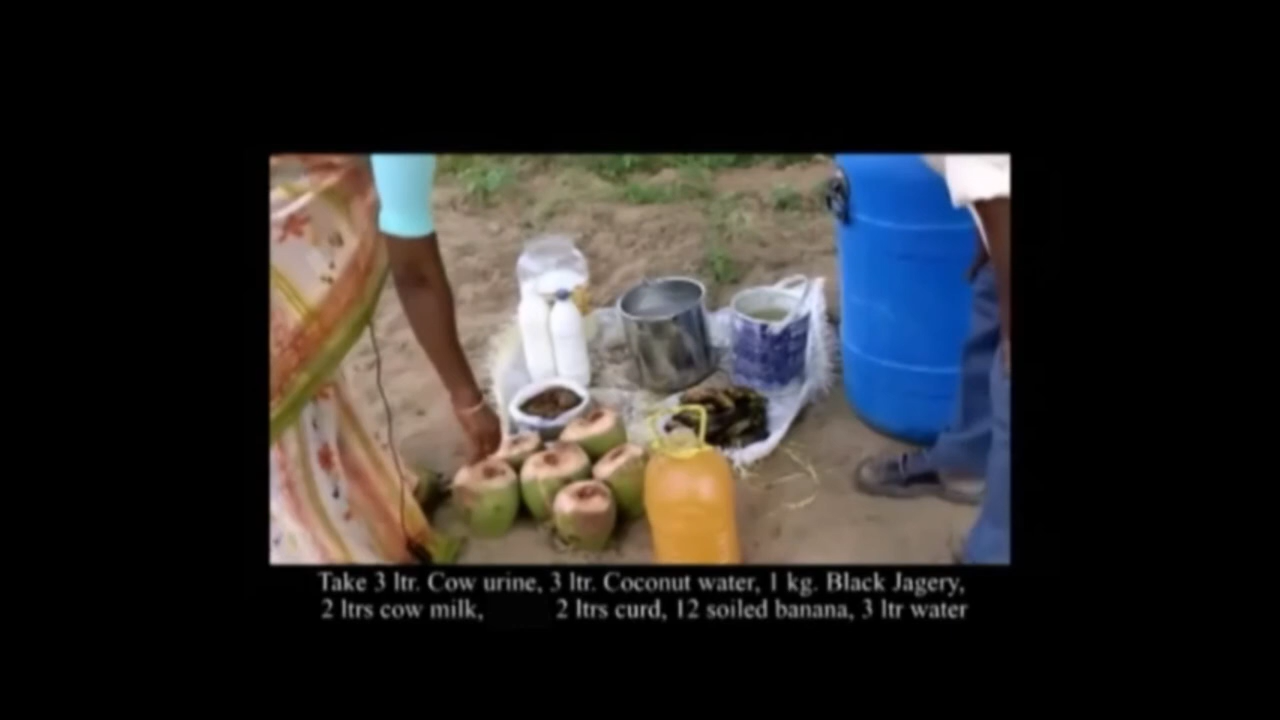 Take 3 ltr. Cow urine, 3 ltr. Coconut water, 1 kg. Black Jagery,
2 ltrs cow milk, 2 ltrs curd, 12 soiled banana, 3 ltr water